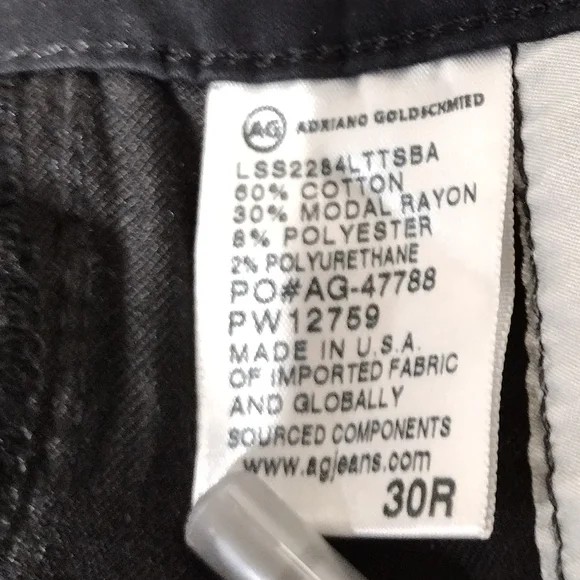 AG ADRIANO GOLDSCHMIED
LSS2284LTTSBA
60% COTTON
30% MODAL RAYON
8% POLYESTER
2% POLYURETHANE
PO#AG-47788
PW12759
MADE IN U.S.A.
OF IMPORTED FABRIC
AND GLOBALLY
SOURCED COMPONENTS
www.agjeans.com
30R